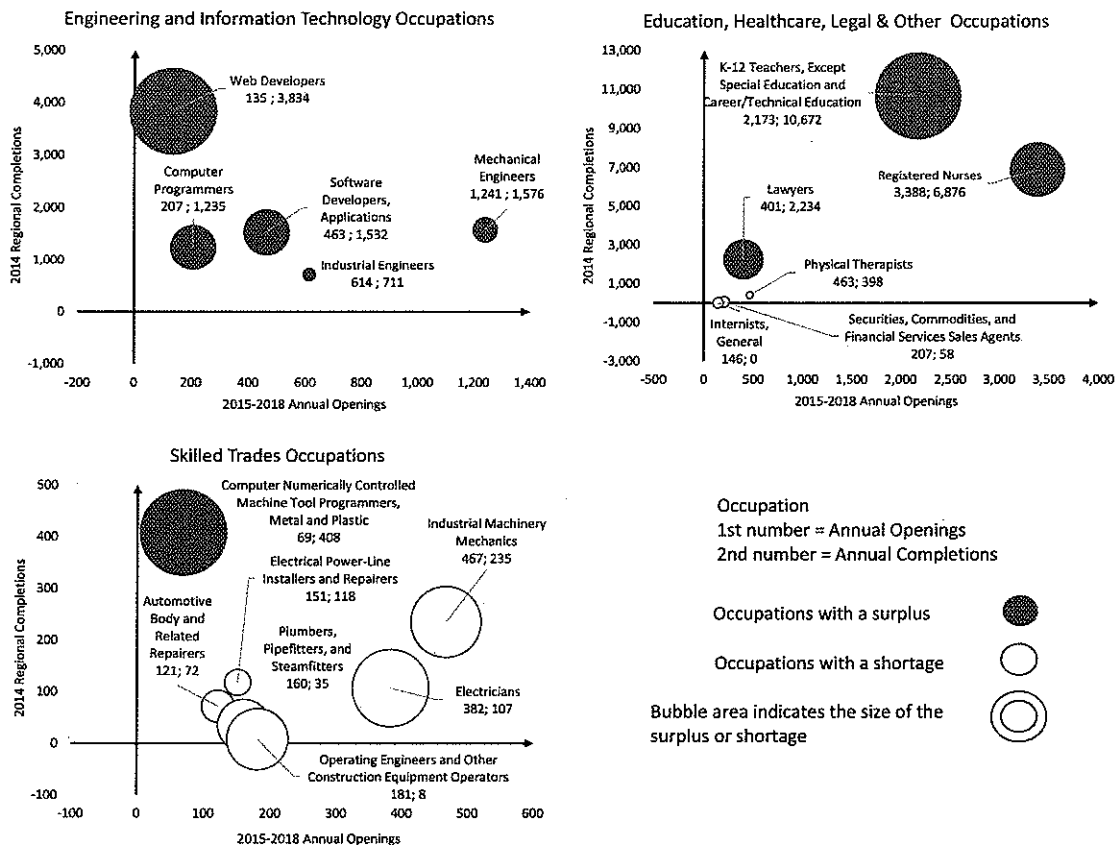 Engineering and Information Technology Occupations
5,000
4,000
3,000
2,000
1,000
0
-1,000
2014 Regional Completions
Web Developers
135 ; 3,834
Computer
Programmers
207 ; 1,235
Software
Developers,
Applications
463 ; 1,532
Mechanical
Engineers
1,241 ; 1,576
Industrial Engineers
614 ; 711
-200
0
200
400
600
800
1,000
1,200
1,400
2015-2018 Annual Openings
Education, Healthcare, Legal & Other Occupations
13,000
11,000
9,000
7,000
5,000
3,000
1,000
-1,000
-3,000
2014 Regional Completions
K-12 Teachers, Except
Special Education and
Career/Technical Education
2,173; 10,672
Registered Nurses
3,388; 6,876
Lawyers
401; 2,234
Physical Therapists
463; 398
Internists,
General
146; 0
Securities, Commodities, and
Financial Services Sales Agents
207; 58
-500
0
500
1,000
1,500
2,000
2,500
3,000
3,500
4,000
2015-2018 Annual Openings
Skilled Trades Occupations
500
400
300
200
100
0
-100
2014 Regional Completions
Computer Numerically Controlled
Machine Tool Programmers,
Metal and Plastic
69; 408
Electrical Power-Line
Installers and Repairers
151; 118
Industrial Machinery
Mechanics
467; 235
Automotive
Body and
Related
Repairers
121; 72
Plumbers,
Pipefitters, and
Steamfitters
160; 35
Electricians
382; 107
Operating Engineers and Other
Construction Equipment Operators
181; 8
-100
0
100
200
300
400
500
600
2015-2018 Annual Openings
Occupation
1st number = Annual Openings
2nd number = Annual Completions
Occupations with a surplus
Occupations with a shortage
Bubble area indicates the size of the
surplus or shortage